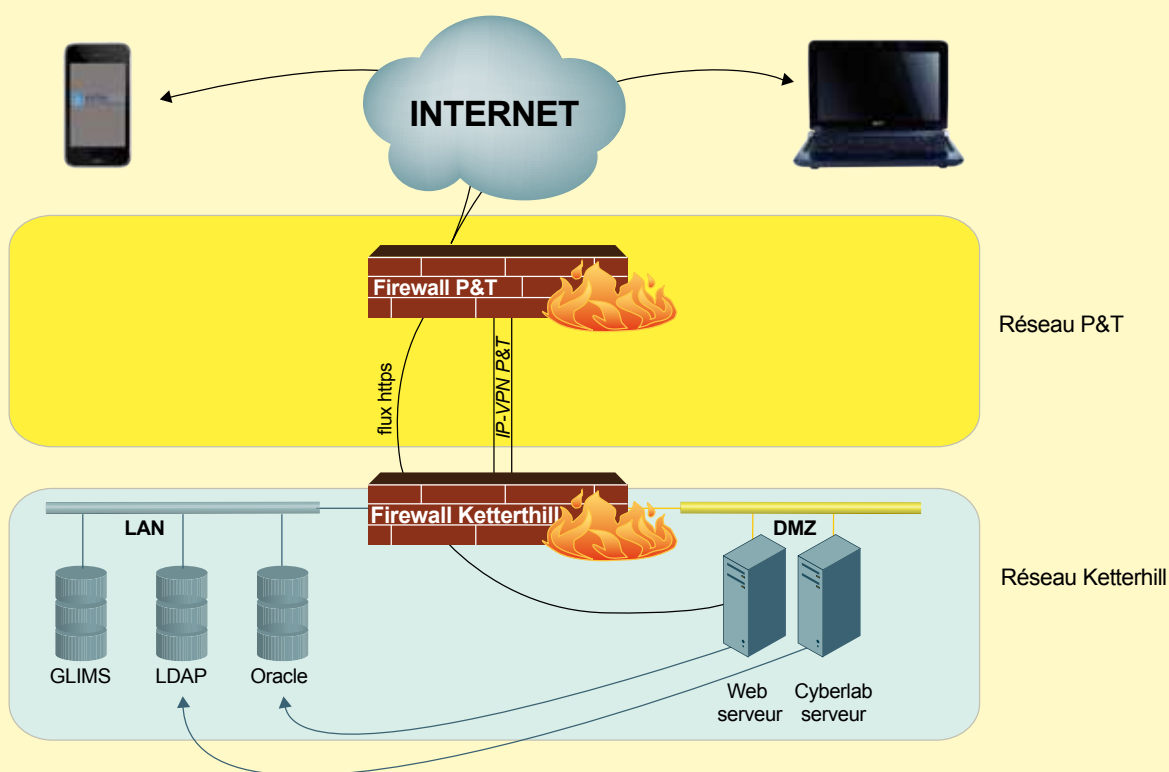 INTERNET
Firewall P&T
Réseau P&T
flux https
IP-VPN P&T
LAN
Firewall Ketterthill
DMZ
Réseau Ketterhill
GLIMS
LDAP
Oracle
Web
serveur
Cyberlab
serveur